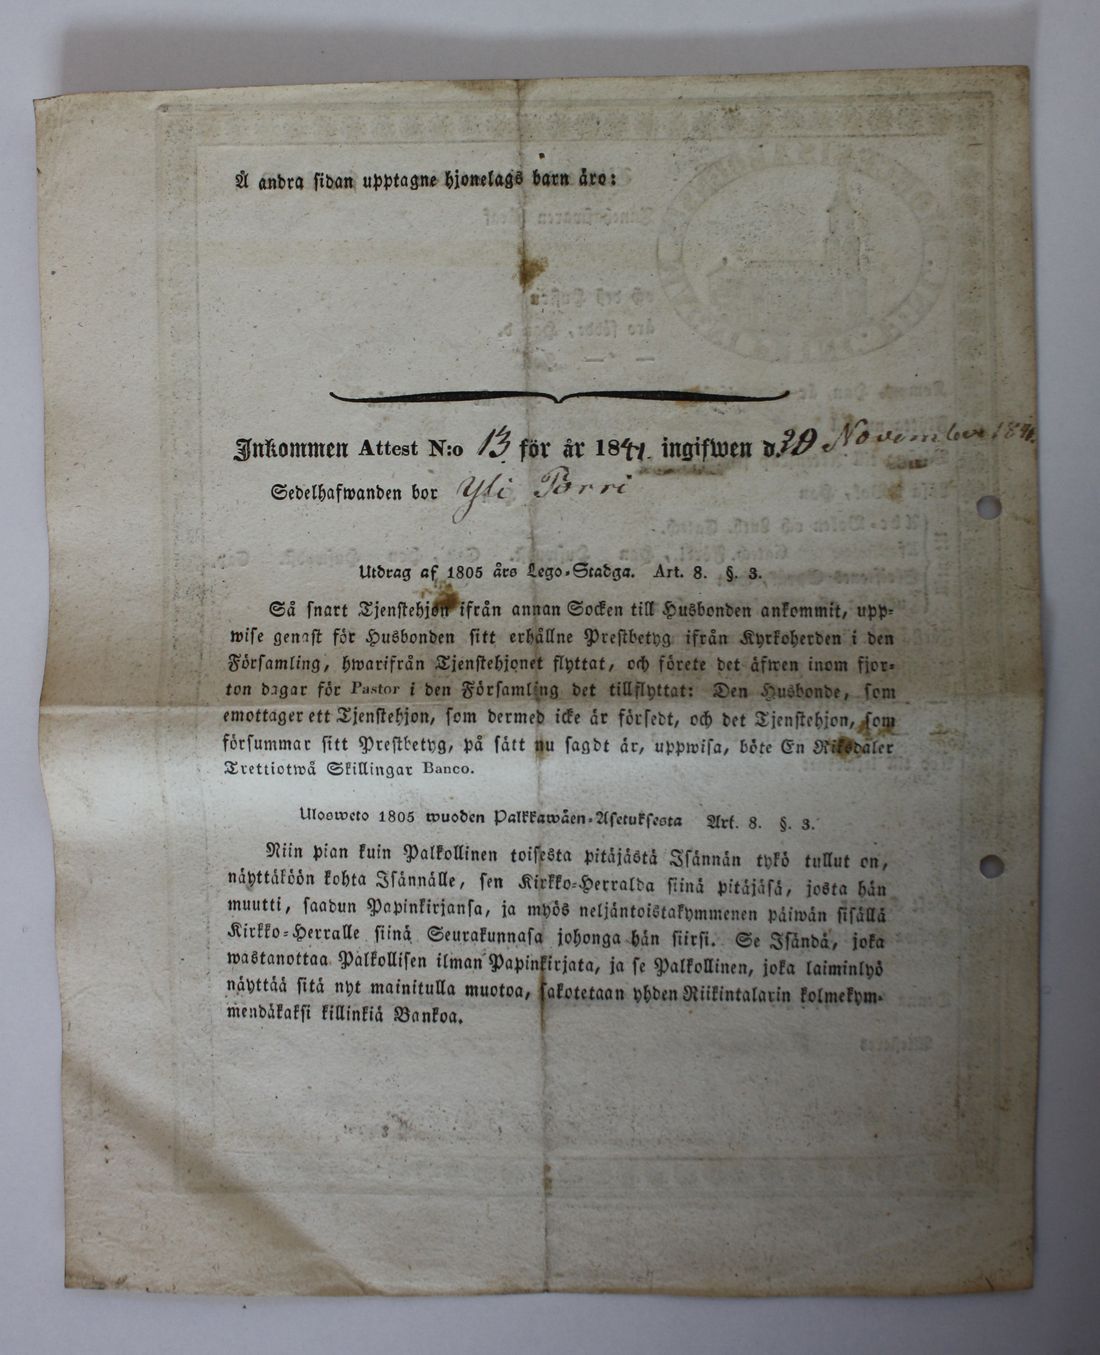 Å andra sidan upptagne hjonelags barn äro:
Inkommen Attest N:o 13 för år 1841 ingifwen d. 30 November 1841
Sedelhafwanden bor Yli Porri
Utdrag af 1805 års Lego-Stadga. Art. 8. §. 3.
Så snart Tjenstehjon ifrån annan Socken till Husbonden ankommit, upp-
wise genast för Husbonden sitt erhållne Prestbetyg ifrån Kyrkoherden i den
Församling, hwarifrån Tjenstehjonet flyttat, och förete det äfwen inom fjor-
ton dagar för Pastor i den Församling det tillflyttat: Den Husbonde, som
emottager ett Tjenstehjon, som dermed icke är försedt, och det Tjenstehjon, som
försummar sitt Prestbetyg, på sätt nu sagdt är, uppwisa, böte En Riksdaler
Trettiotwå Skillingar Banco.
Ulosweto 1805 wuoden Palkkawäen-Asetuksesta Art. 8. §. 3.
Niin pian kuin Palkollinen toisesta pitäjästä Isännän tykö tullut on,
näyttäköön kohta Isännälle, sen Kirkko-Herralda siinä pitäjäsä, josta hän
muutti, saadun Papinkirjansa, ja myös neljäntoistakymmenen päiwän sisällä
Kirkko-Herralle siinä Seurakunnasa johonga hän siirsi. Se Isändä, joka
wastanottaa Palkollisen ilman Papinkirjata, ja se Palkollinen, joka laiminlyö
näyttää sitä nyt mainitulla muotoa, sakotetaan yhden Riikintalarin kolmekym-
mendäkaksi killinkiä Bankoa.